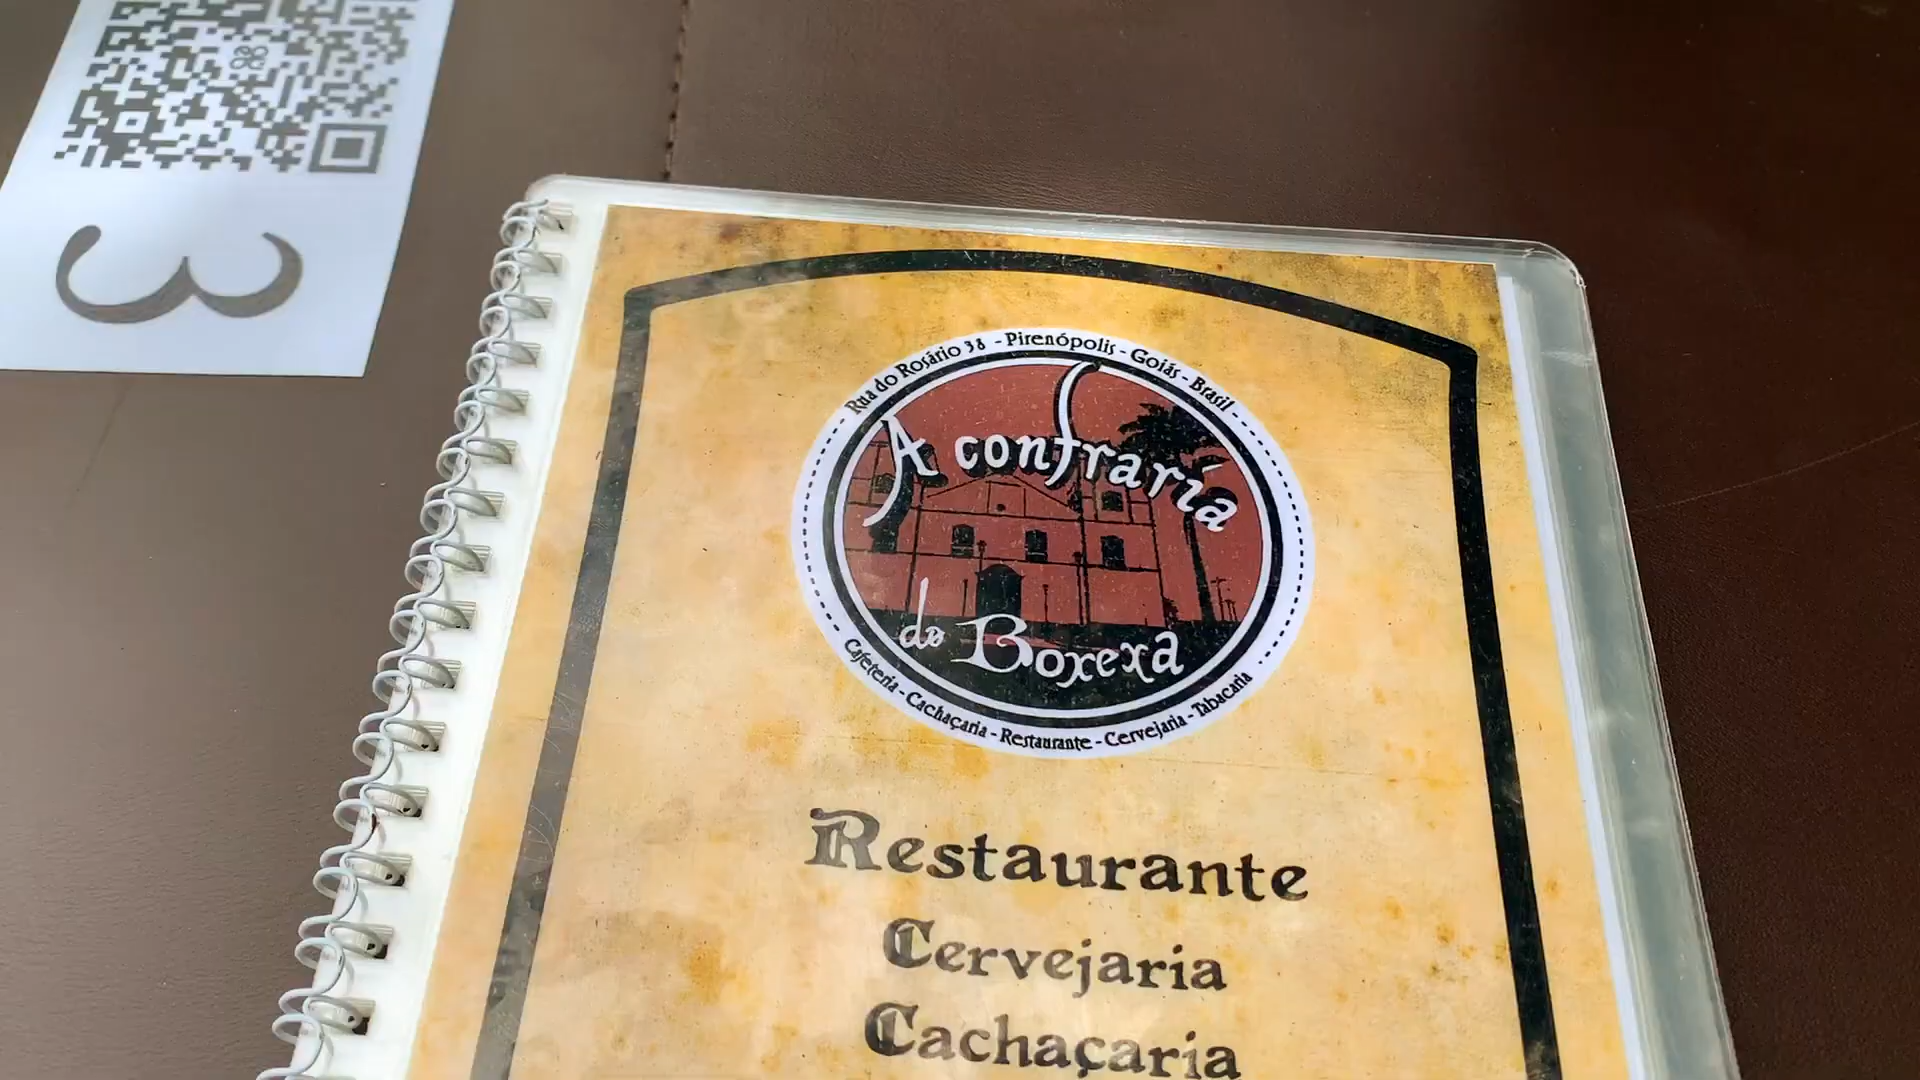 3
Rua do Rosário 38 - Pirenópolis - Goiás - Brasil
A confraria
do Boxexa
Cafeteria - Cachaçaria - Restaurante - Cervejaria - Tabacaria
Restaurante
Cervejaria
Cachaçaria